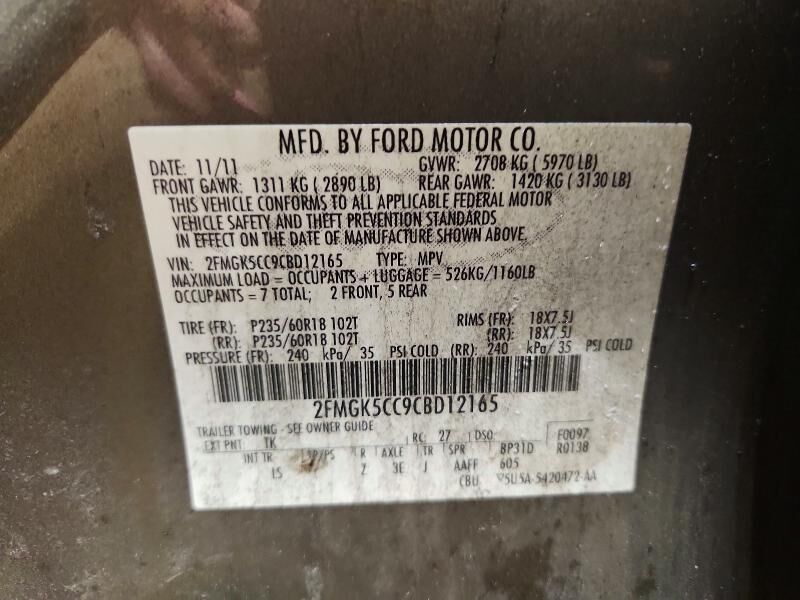 MFD. BY FORD MOTOR CO.
DATE: 11/11 GVWR: 2708 KG ( 5970 LB)
FRONT GAWR: 1311 KG ( 2890 LB) REAR GAWR: 1420 KG ( 3130 LB)
THIS VEHICLE CONFORMS TO ALL APPLICABLE FEDERAL MOTOR
VEHICLE SAFETY AND THEFT PREVENTION STANDARDS
IN EFFECT ON THE DATE OF MANUFACTURE SHOWN ABOVE.
VIN: 2FMGK5CC9CBD12165 TYPE: MPV
MAXIMUM LOAD = OCCUPANTS + LUGGAGE = 526KG/1160LB
OCCUPANTS = 7 TOTAL; 2 FRONT, 5 REAR
TIRE (FR): P235/60R18 102T RIMS (FR): 18X7.5J
(RR): P235/60R18 102T (RR): 18X7.5J
PRESSURE (FR): 240 kPa/ 35 PSI COLD (RR): 240 kPa/ 35 PSI COLD
2FMGK5CC9CBD12165
TRAILER TOWING - SEE OWNER GUIDE
EXT PNT: TK RC: 27 DSO: F0097
INT TR TP/PS R AXLE TR SPR BP31D R0138
LS Z 3E J AAFF 605
CBU V5U5A-5420472-AA